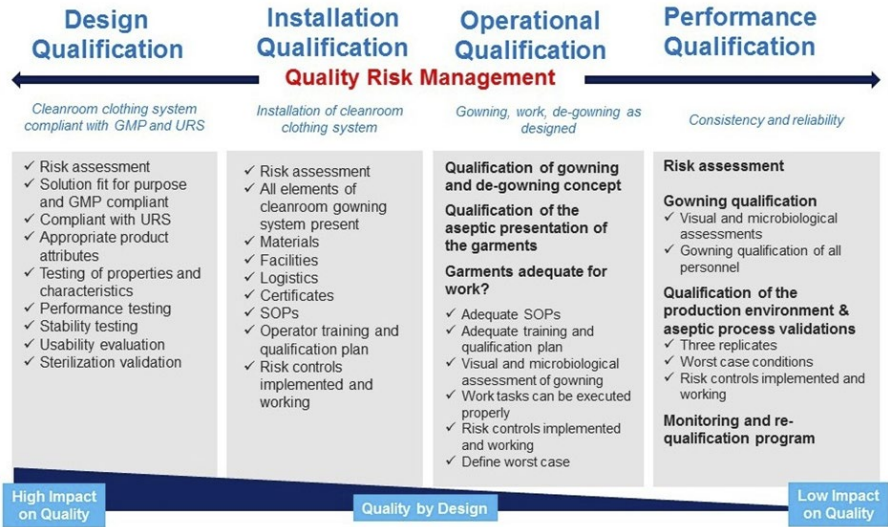 Design
Qualification
Installation
Qualification
Operational
Qualification
Performance
Qualification
Quality Risk Management
Cleanroom clothing system
compliant with GMP and URS
Installation of cleanroom
clothing system
Gowning, work, de-gowning as
designed
Consistency and reliability
✓ Risk assessment
✓ Solution fit for purpose
and GMP compliant
✓ Compliant with URS
✓ Appropriate product
attributes
✓ Testing of properties and
characteristics
✓ Performance testing
✓ Stability testing
✓ Usability evaluation
✓ Sterilization validation
✓ Risk assessment
✓ All elements of
cleanroom gowning
system present
✓ Materials
✓ Facilities
✓ Logistics
✓ Certificates
✓ SOPs
✓ Operator training and
qualification plan
✓ Risk controls
implemented and
working
Qualification of gowning
and de-gowning concept
Qualification of the
aseptic presentation of
the garments
Garments adequate for
work?
✓ Adequate SOPs
✓ Adequate training and
qualification plan
✓ Visual and microbiological
assessment of gowning
✓ Work tasks can be executed
properly
✓ Risk controls implemented
and working
✓ Define worst case
Risk assessment
Gowning qualification
✓ Visual and microbiological
assessments
✓ Gowning qualification of all
personnel
Qualification of the
production environment &
aseptic process validations
✓ Three replicates
✓ Worst case conditions
✓ Risk controls implemented and
working
Monitoring and re-
qualification program
High Impact
on Quality
Quality by Design
Low Impact
on Quality